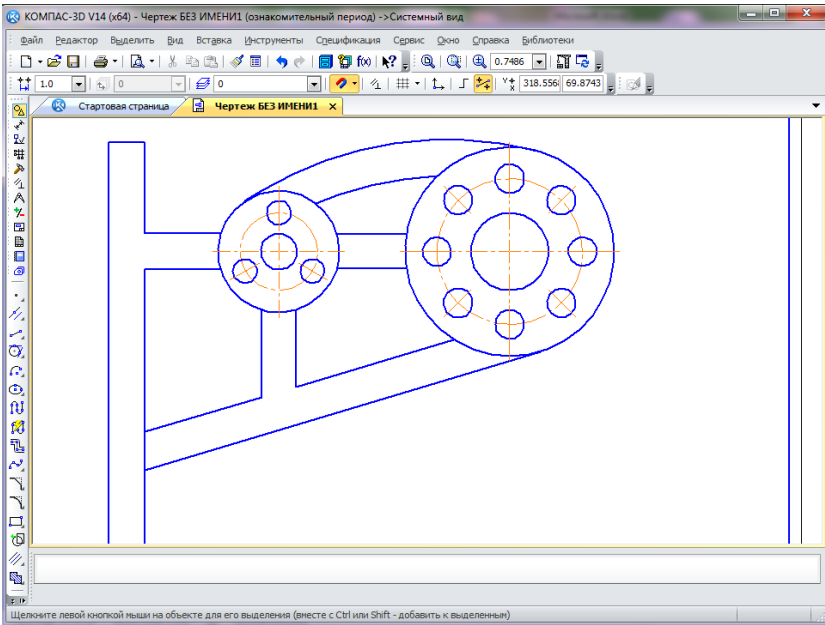 КОМПАС-3D V14 (x64) - Чертеж БЕЗ ИМЕНИ1 (ознакомительный период) ->Системный вид
Файл Редактор Выделить Вид Вставка Инструменты Спецификация Сервис Окно Справка Библиотеки
0.7486
1.0 0 0 318.556 69.8743
Стартовая страница Чертеж БЕЗ ИМЕНИ1
Щелкните левой кнопкой мыши на объекте для его выделения (вместе с Ctrl или Shift - добавить к выделенным)